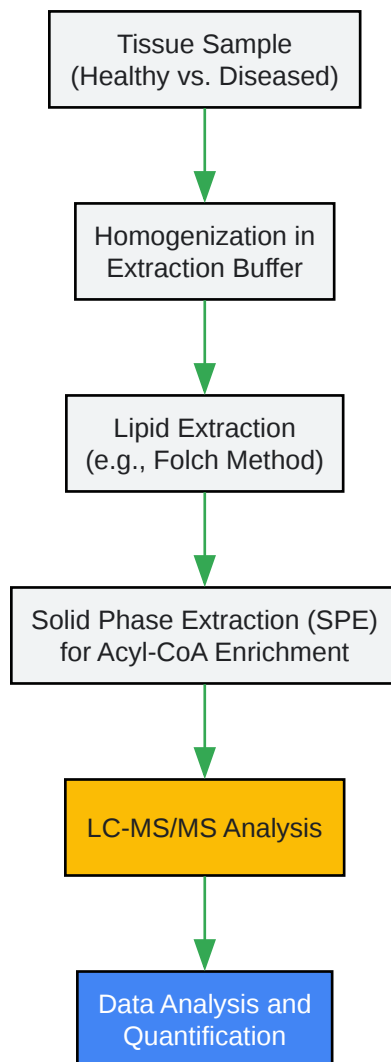 Tissue Sample
(Healthy vs. Diseased)
Homogenization in
Extraction Buffer
Lipid Extraction
(e.g., Folch Method)
Solid Phase Extraction (SPE)
for Acyl-CoA Enrichment
LC-MS/MS Analysis
Data Analysis and
Quantification